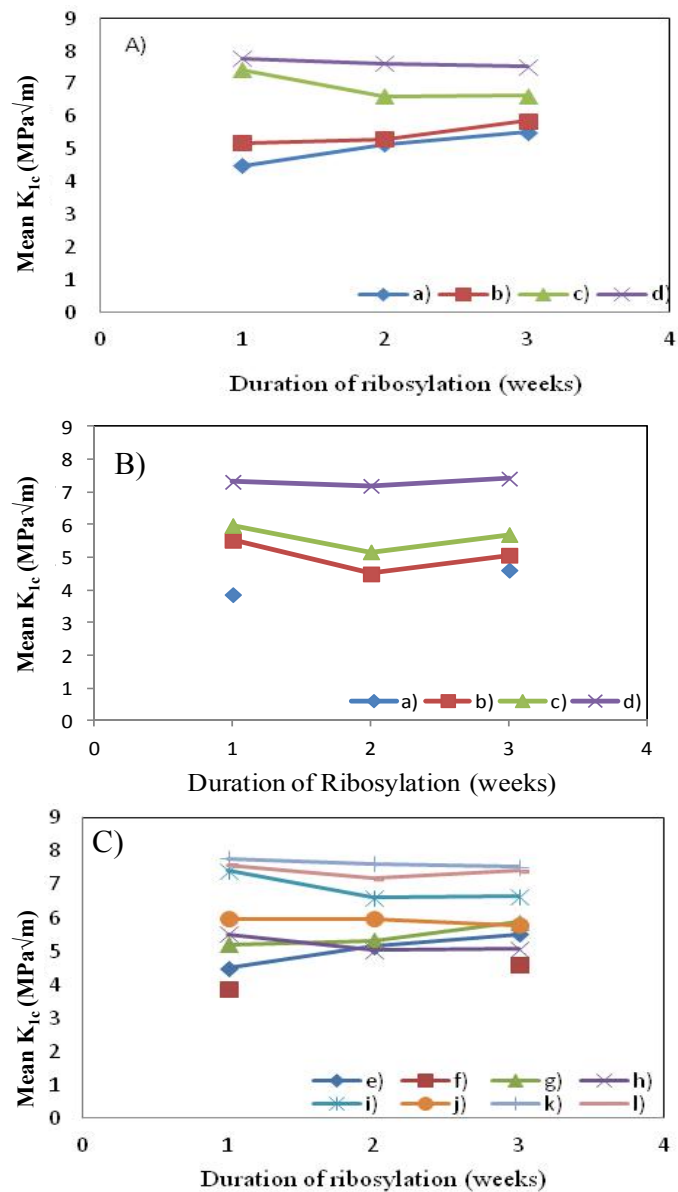 A)
Mean K1c (MPa√m)
9
8
7
6
5
4
3
2
1
0
0 1 2 3 4
a) b) c) d)
Duration of ribosylation (weeks)
B)
Mean K1c (MPa√m)
9
8
7
6
5
4
3
2
1
0
0 1 2 3 4
a) b) c) d)
Duration of Ribosylation (weeks)
C)
Mean K1c (MPa√m)
9
8
7
6
5
4
3
2
1
0
0 1 2 3 4
e) f) g) h)
i) j) k) l)
Duration of ribosylation (weeks)